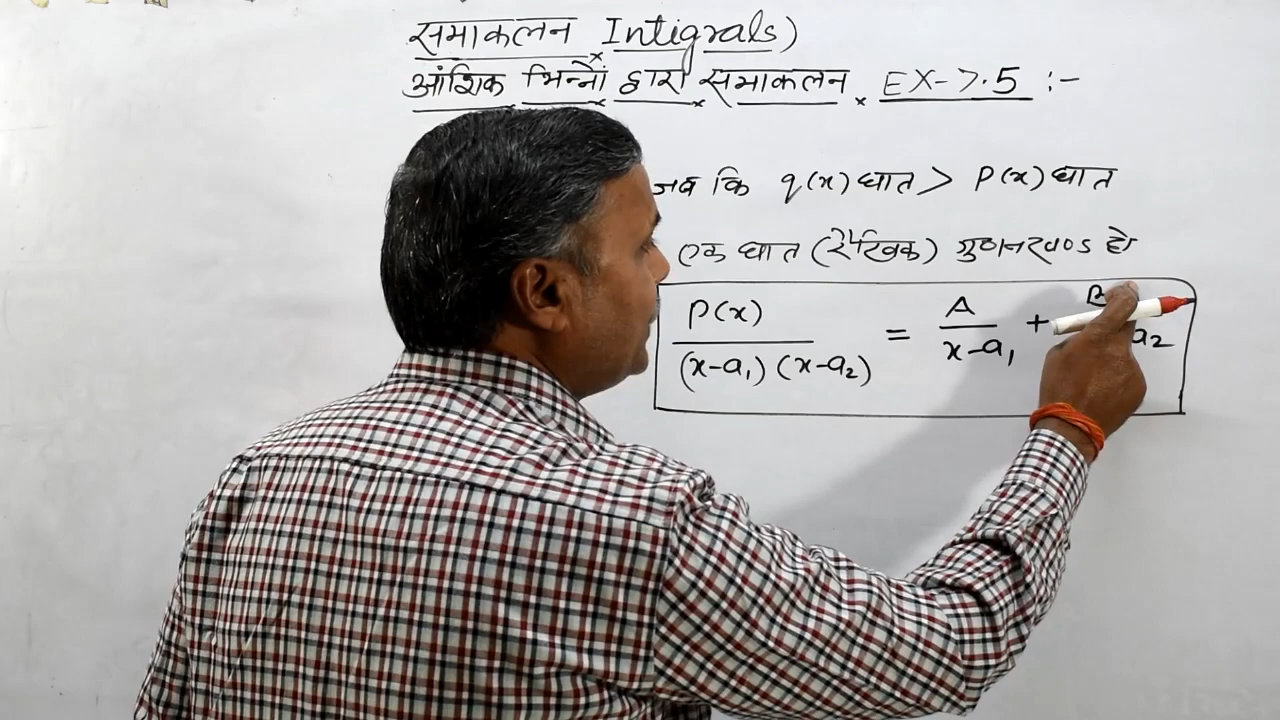 समाकलन Intigrals)
आंशिक भिन्नों द्वारा समाकलन EX-7.5 :-
जब कि q(x) घात > P(x) घात
एक घात (रैखिक) गुणनखण्ड हो
P(x) / (x-a₁) (x-a₂) = A / x-a₁ + B / a₂